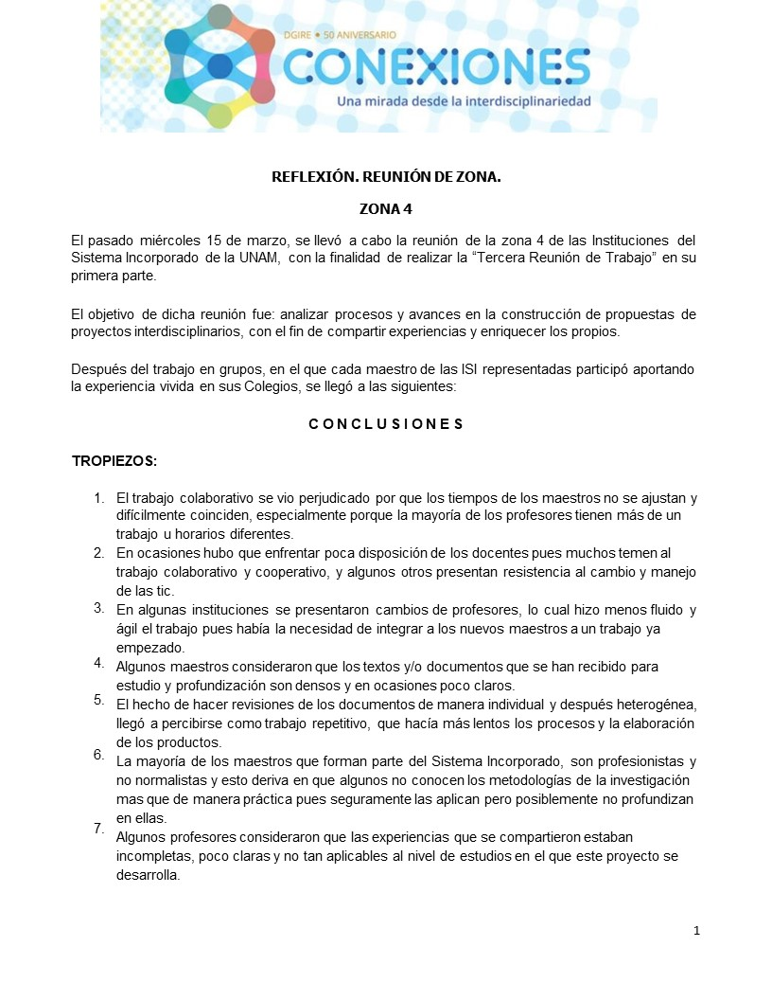 DGIRE • 50 ANIVERSARIO
CONEXIONES
Una mirada desde la interdisciplinariedad
REFLEXIÓN. REUNIÓN DE ZONA.
ZONA 4
El pasado miércoles 15 de marzo, se llevó a cabo la reunión de la zona 4 de las Instituciones del
Sistema Incorporado de la UNAM, con la finalidad de realizar la “Tercera Reunión de Trabajo” en su
primera parte.
El objetivo de dicha reunión fue: analizar procesos y avances en la construcción de propuestas de
proyectos interdisciplinarios, con el fin de compartir experiencias y enriquecer los propios.
Después del trabajo en grupos, en el que cada maestro de las ISI representadas participó aportando
la experiencia vivida en sus Colegios, se llegó a las siguientes:
C O N C L U S I O N E S
TROPIEZOS:
1. El trabajo colaborativo se vio perjudicado por que los tiempos de los maestros no se ajustan y
difícilmente coinciden, especialmente porque la mayoría de los profesores tienen más de un
trabajo u horarios diferentes.
2. En ocasiones hubo que enfrentar poca disposición de los docentes pues muchos temen al
trabajo colaborativo y cooperativo, y algunos otros presentan resistencia al cambio y manejo
de las tic.
3. En algunas instituciones se presentaron cambios de profesores, lo cual hizo menos fluido y
ágil el trabajo pues había la necesidad de integrar a los nuevos maestros a un trabajo ya
empezado.
4. Algunos maestros consideraron que los textos y/o documentos que se han recibido para
estudio y profundización son densos y en ocasiones poco claros.
5. El hecho de hacer revisiones de los documentos de manera individual y después heterogénea,
llegó a percibirse como trabajo repetitivo, que hacía más lentos los procesos y la elaboración
de los productos.
6. La mayoría de los maestros que forman parte del Sistema Incorporado, son profesionistas y
no normalistas y esto deriva en que algunos no conocen los metodologías de la investigación
mas que de manera práctica pues seguramente las aplican pero posiblemente no profundizan
en ellas.
7. Algunos profesores consideraron que las experiencias que se compartieron estaban
incompletas, poco claras y no tan aplicables al nivel de estudios en el que este proyecto se
desarrolla.
1